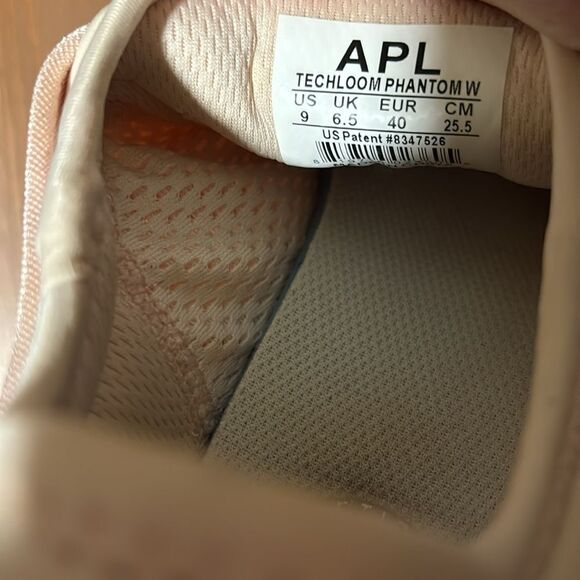 APL
TECHLOOM PHANTOM W
US UK EUR CM
9 6.5 40 25.5
US Patent #8347526